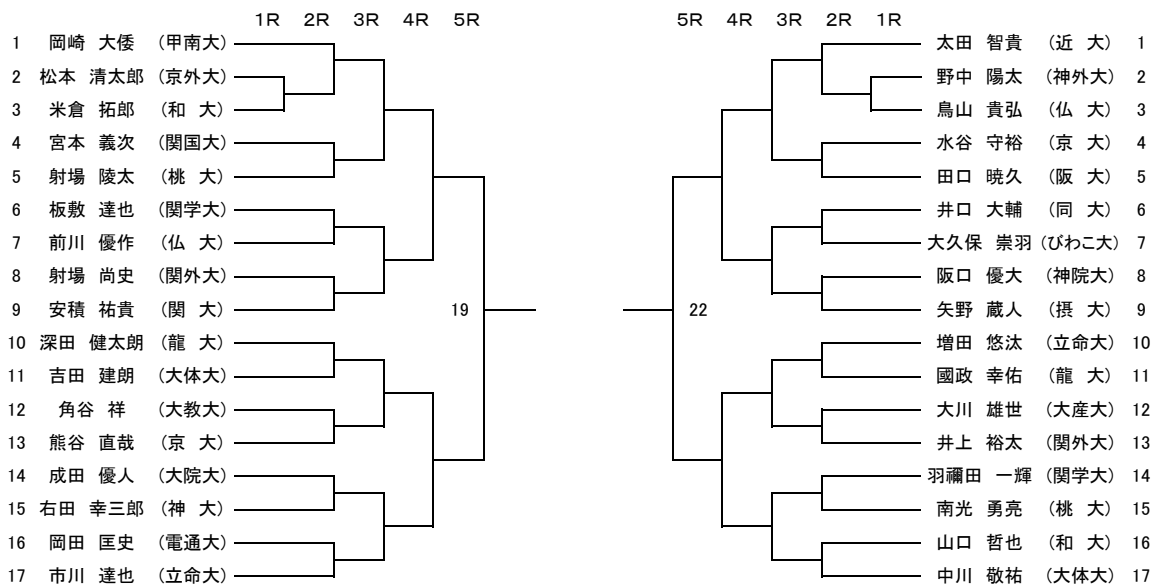 1R 2R 3R 4R 5R
1 岡崎 大倭 (甲南大)
2 松本 清太郎 (京外大)
3 米倉 拓郎 (和 大)
4 宮本 義次 (関国大)
5 射場 陵太 (桃 大)
6 板敷 達也 (関学大)
7 前川 優作 (仏 大)
8 射場 尚史 (関外大)
9 安積 祐貴 (関 大)
19
10 深田 健太朗 (龍 大)
11 吉田 建朗 (大体大)
12 角谷 祥 (大教大)
13 熊谷 直哉 (京 大)
14 成田 優人 (大院大)
15 右田 幸三郎 (神 大)
16 岡田 匡史 (電通大)
17 市川 達也 (立命大)
5R 4R 3R 2R 1R
太田 智貴 (近 大) 1
野中 陽太 (神外大) 2
鳥山 貴弘 (仏 大) 3
水谷 守裕 (京 大) 4
田口 暁久 (阪 大) 5
井口 大輔 (同 大) 6
大久保 崇羽 (びわこ大) 7
阪口 優大 (神院大) 8
矢野 蔵人 (摂 大) 9
22
増田 悠汰 (立命大) 10
國政 幸佑 (龍 大) 11
大川 雄世 (大産大) 12
井上 裕太 (関外大) 13
羽禰田 一輝 (関学大) 14
南光 勇亮 (桃 大) 15
山口 哲也 (和 大) 16
中川 敬祐 (大体大) 17